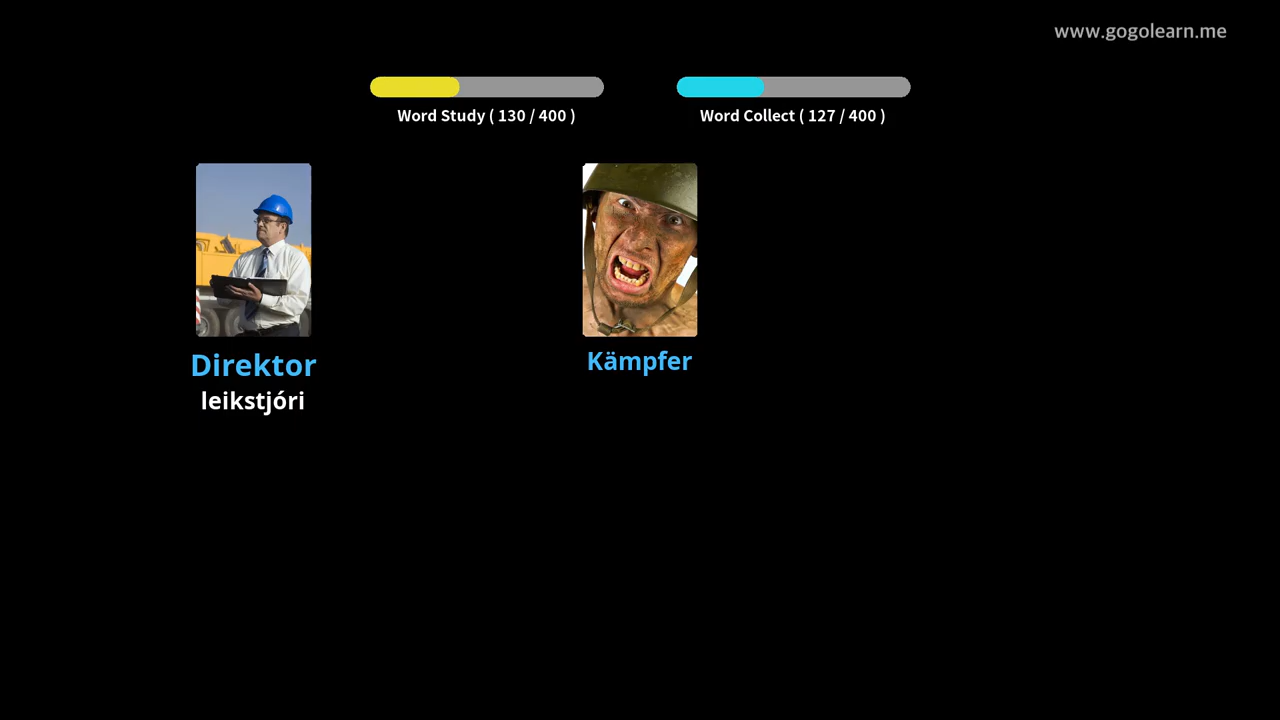 www.gogolearn.me
Word Study ( 130 / 400 )
Word Collect ( 127 / 400 )
Direktor
leikstjóri
Kämpfer